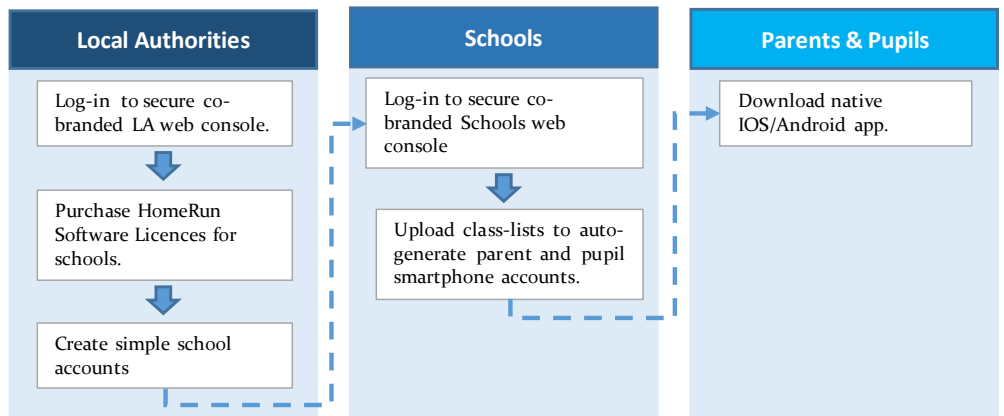 Local Authorities
Log-in to secure co-
branded LA web console.
Purchase HomeRun
Software Licences for
schools.
Create simple school
accounts
Schools
Log-in to secure co-
branded Schools web
console
Upload class-lists to auto-
generate parent and pupil
smartphone accounts.
Parents & Pupils
Download native
IOS/Android app.